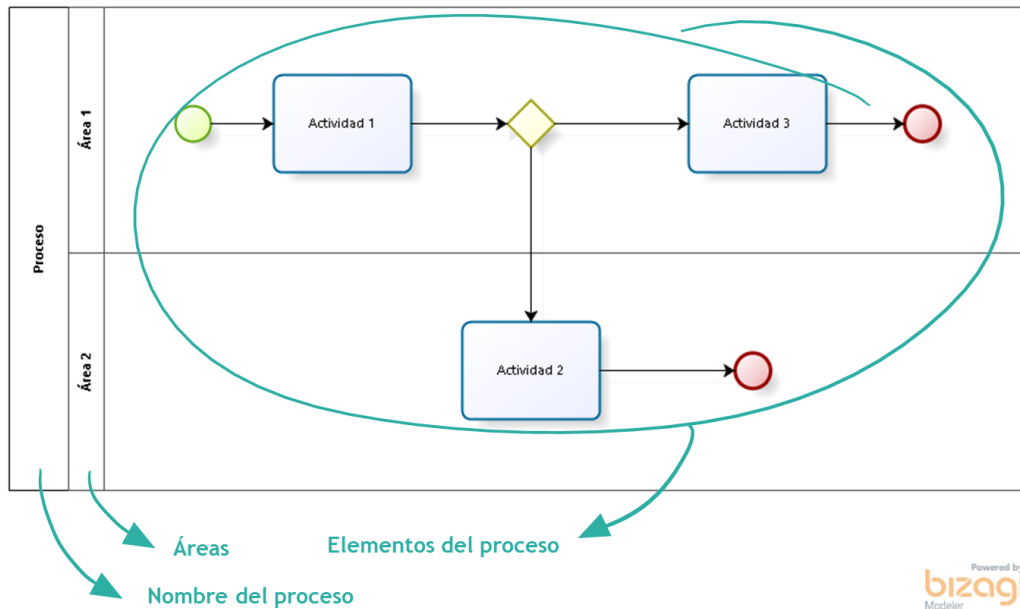 Proceso
Área 1
Actividad 1
Actividad 3
Área 2
Actividad 2
Áreas
Elementos del proceso
Nombre del proceso
Powered by
bizagi
Modeler